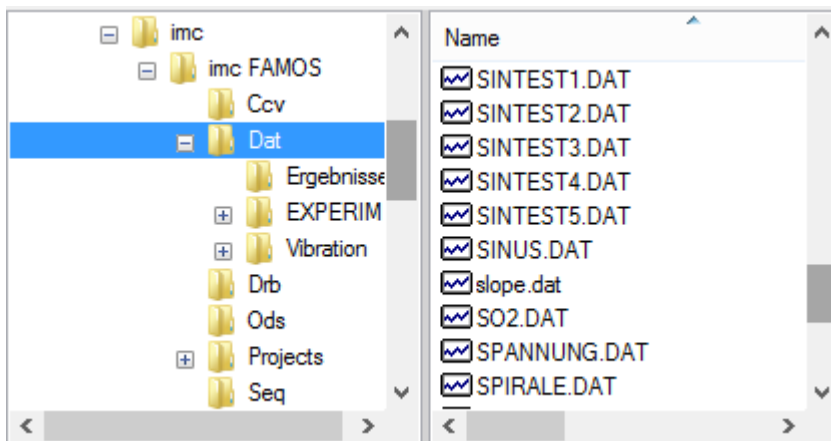 imc
imc FAMOS
Ccv
Dat
Ergebnisse
EXPERIM
Vibration
Drb
Ods
Projects
Seq
Name
SINTEST1.DAT
SINTEST2.DAT
SINTEST3.DAT
SINTEST4.DAT
SINTEST5.DAT
SINUS.DAT
slope.dat
SO2.DAT
SPANNUNG.DAT
SPIRALE.DAT